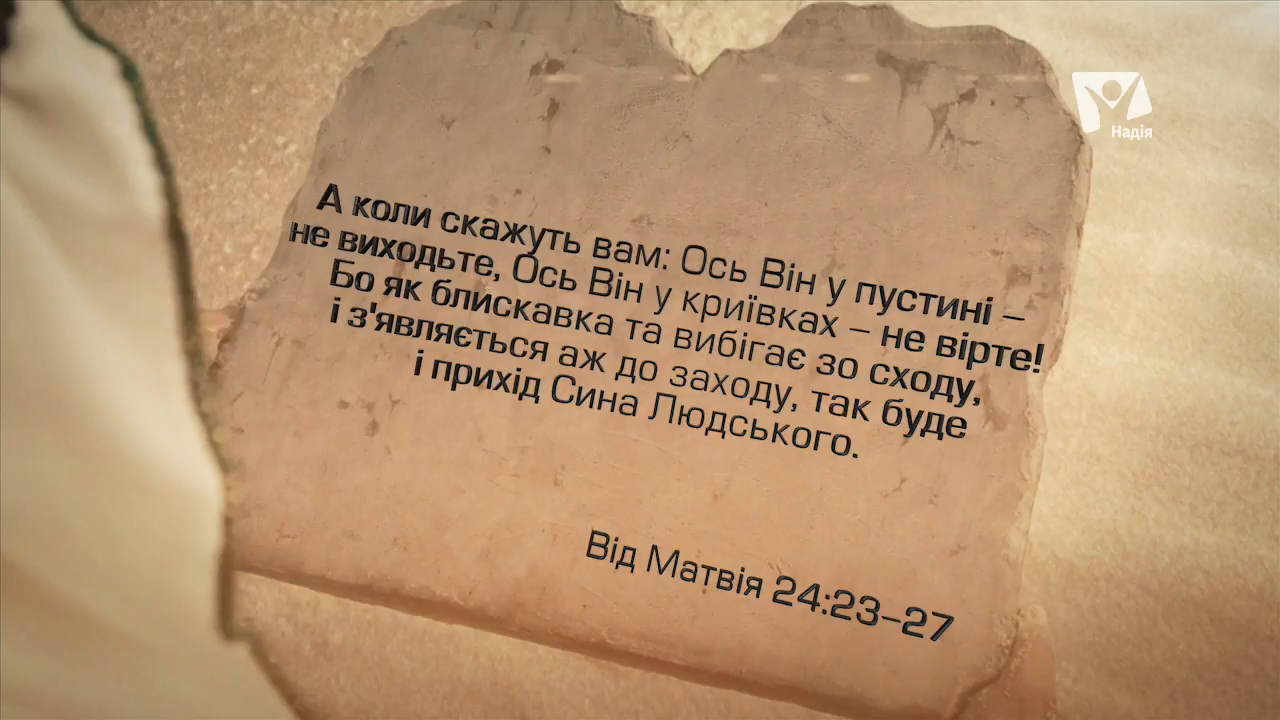 Надія
А коли скажуть вам: Ось Він у пустині –
не виходьте, Ось Він у криївках – не вірте!
Бо як блискавка та вибігає зо сходу,
і з'являється аж до заходу, так буде
і прихід Сина Людського.
Від Матвія 24:23-27